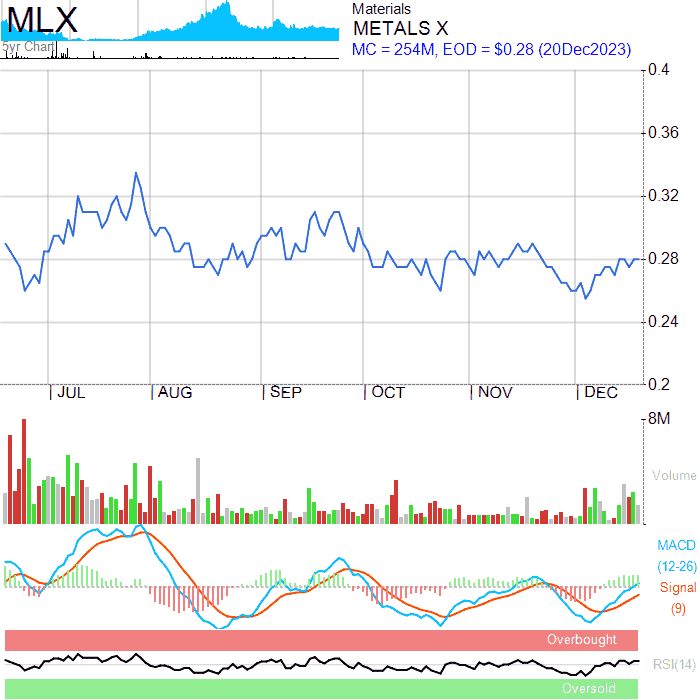 MLX
5yr Chart
Materials
METALS X
MC = 254M, EOD = $0.28 (20Dec2023)
0.4
0.36
0.32
0.28
0.24
0.2
JUL AUG SEP OCT NOV DEC
8M
Volume
MACD
(12-26)
Signal
(9)
Overbought
RSI(14)
Oversold